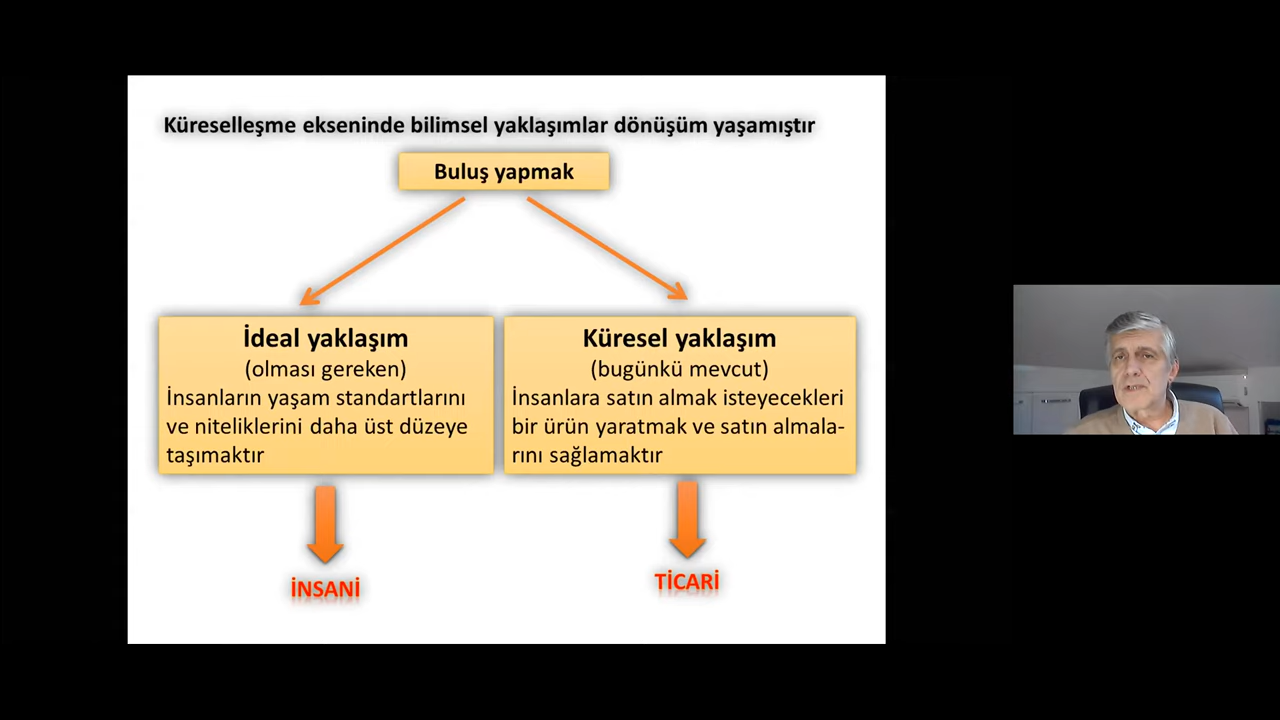 Küreselleşme ekseninde bilimsel yaklaşımlar dönüşüm yaşamıştır
Buluş yapmak
İdeal yaklaşım
(olması gereken)
İnsanların yaşam standartlarını
ve niteliklerini daha üst düzeye
taşımaktır
Küresel yaklaşım
(bugünkü mevcut)
İnsanlara satın almak isteyecekleri
bir ürün yaratmak ve satın almala-
rını sağlamaktır
İNSANİ
TİCARİ